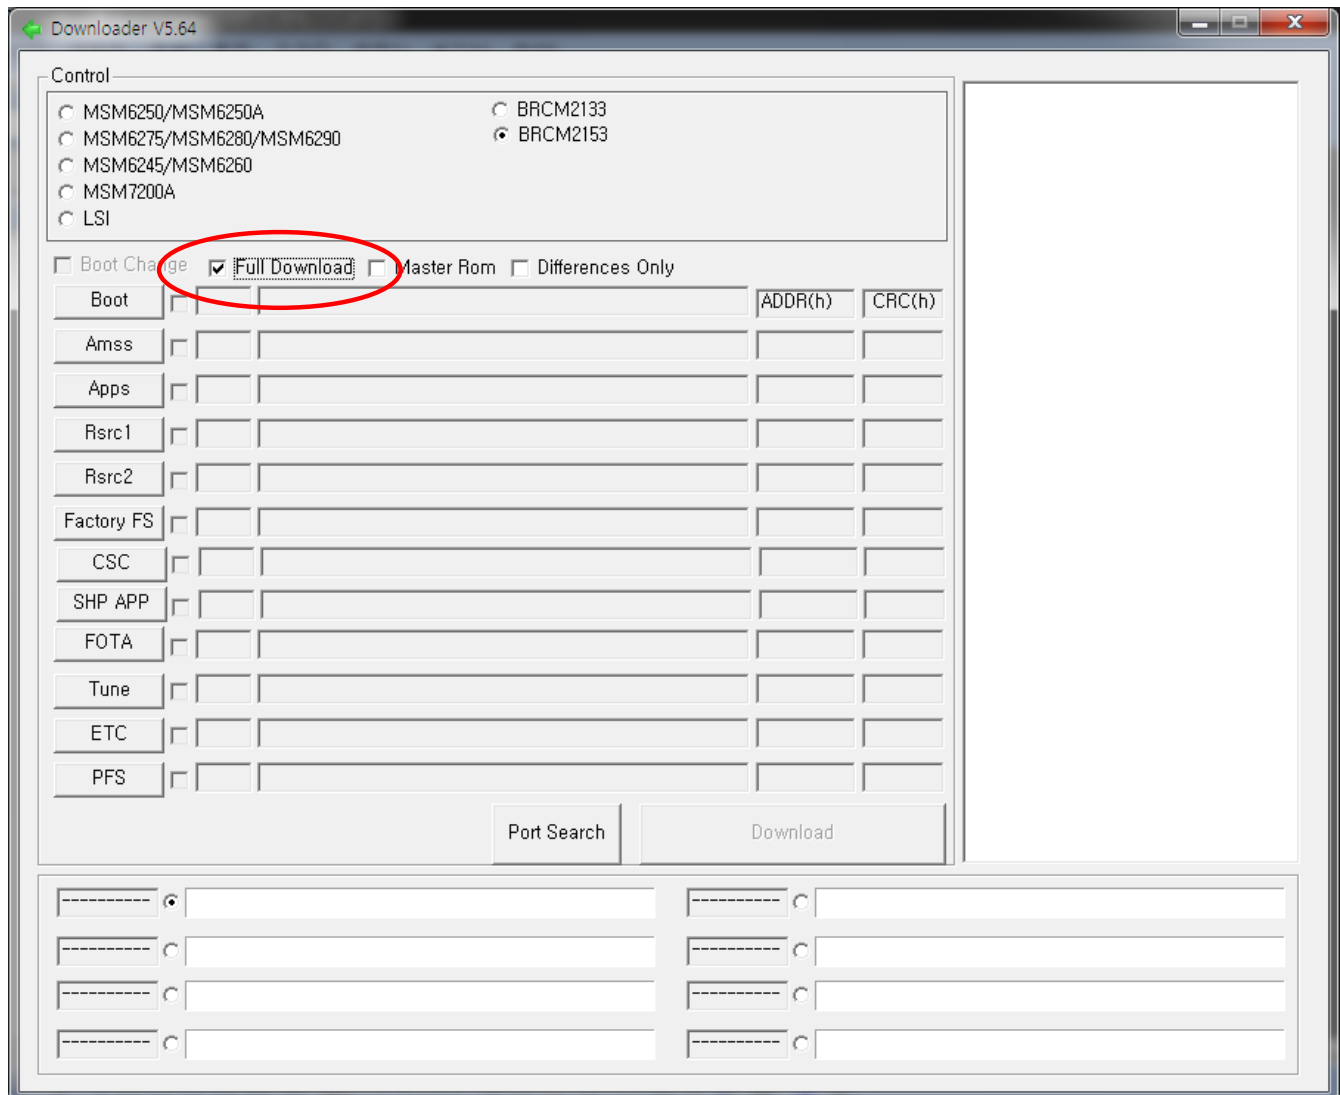 Downloader V5.64
Control
MSM6250/MSM6250A
BRCM2133
MSM6275/MSM6280/MSM6290
BRCM2153
MSM6245/MSM6260
MSM7200A
LSI
Boot Change Full Download Master Rom Differences Only
Boot ADDR(h) CRC(h)
Amss
Apps
Rsrc1
Rsrc2
Factory FS
CSC
SHP APP
FOTA
Tune
ETC
PFS
Port Search Download
---------- ----------
---------- ----------
---------- ----------
---------- ----------